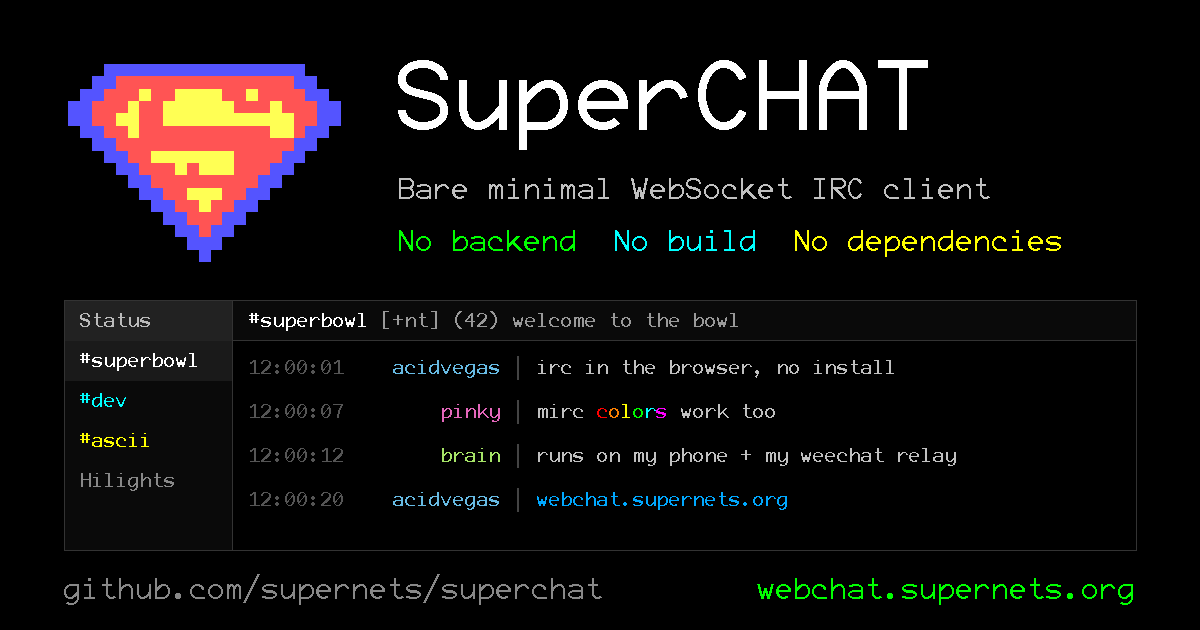 SuperCHAT
Bare minimal WebSocket IRC client
No backend No build No dependencies
Status
#superbowl
#dev
#ascii
Hilights
#superbowl [+nt] (42) welcome to the bowl
12:00:01 acidvegas | irc in the browser, no install
12:00:07 pinky | mirc colors work too
12:00:12 brain | runs on my phone + my weechat relay
12:00:20 acidvegas | webchat.supernets.org
github.com/supernets/superchat
webchat.supernets.org